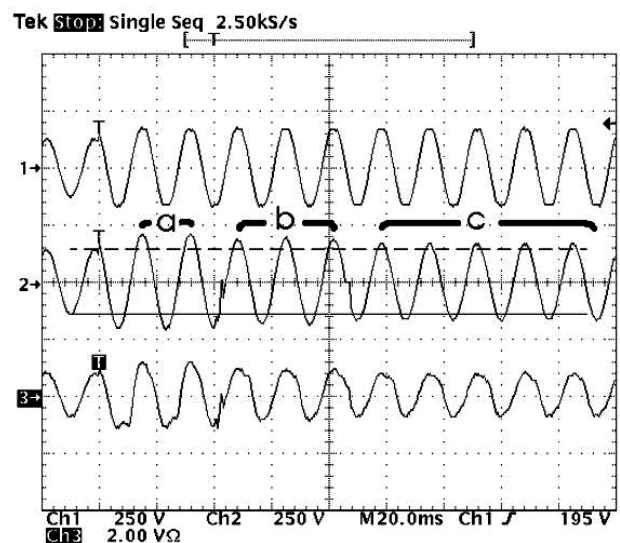 Tek Stop: Single Seq 2.50kS/s
[ T ]
T
1→
a b c
T
2→
T
3→
Ch1 250 V Ch2 250 V M20.0ms Ch1 ƒ 195 V
Ch3 2.00 VΩ